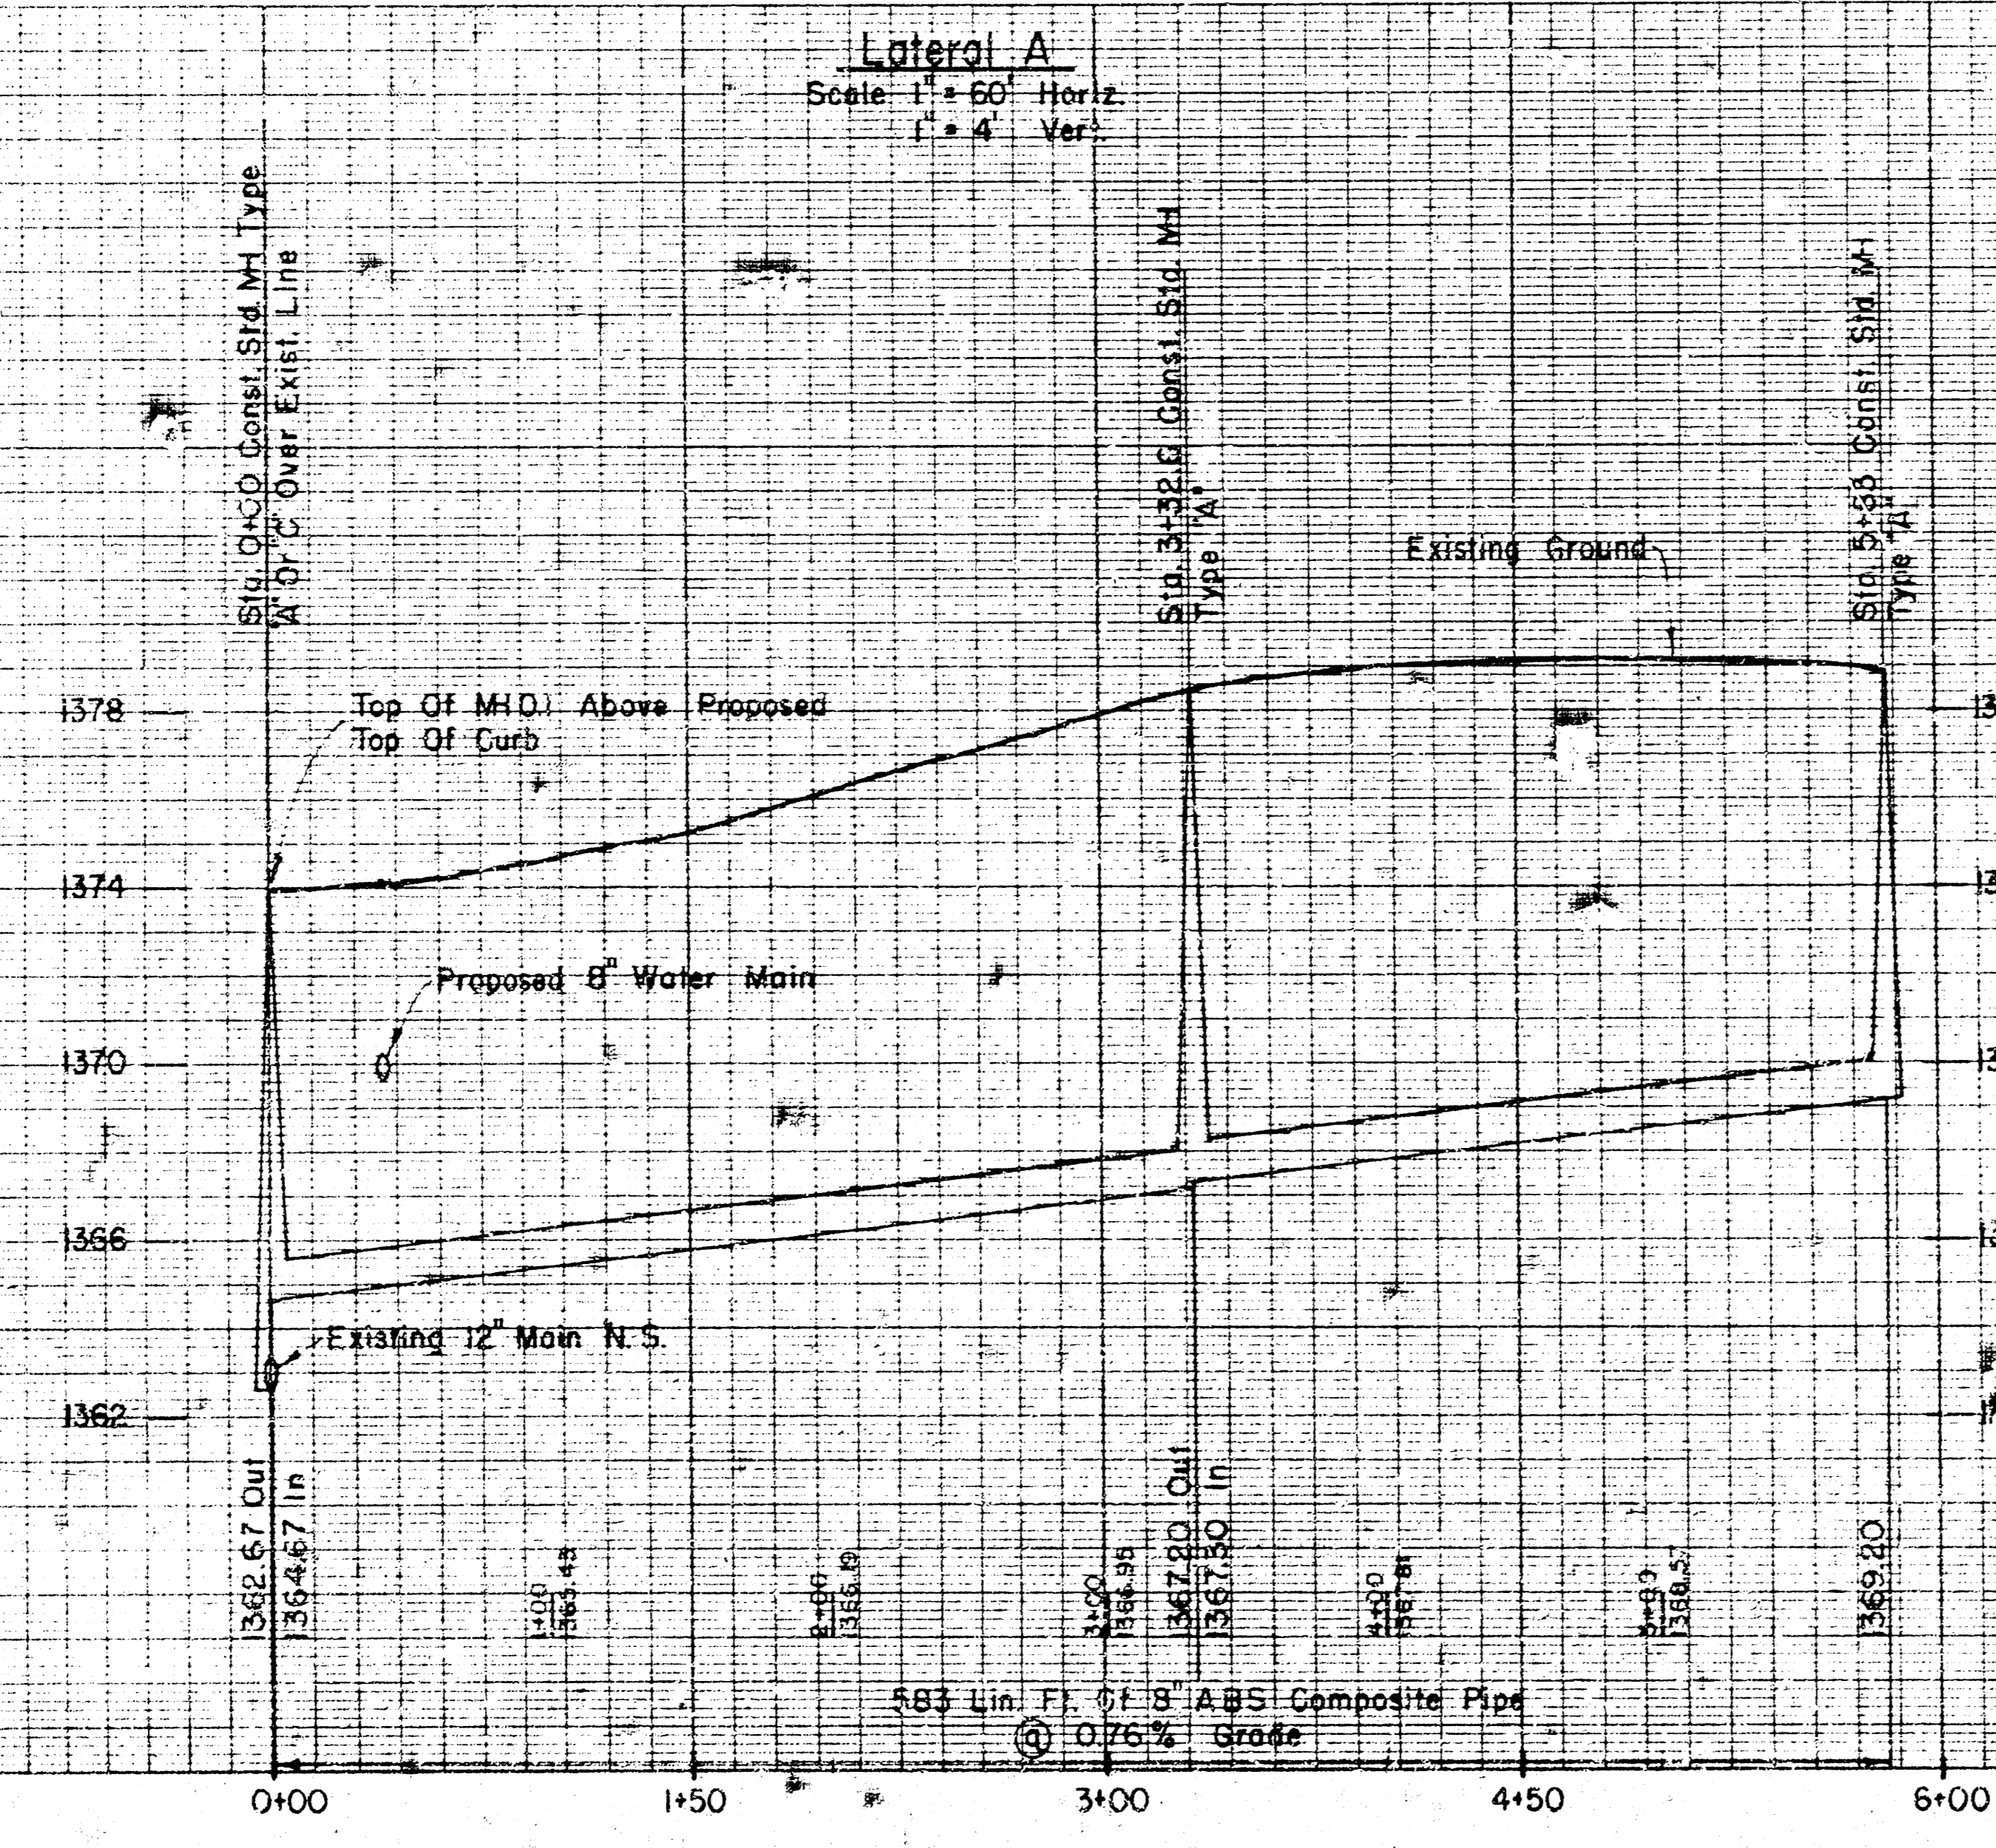 Lateral A
Scale 1" = 60' Horiz.
1" = 4' Vert.
Sta. 0+00 Const. Std. MH Type
"A" Or "C" Over Exist. Line
Sta. 3+32.8 Const. Std. MH
Type "A"
Sta. 5+83 Const. Std. MH
Type "A"
Existing Ground
Top Of MH 0.1 Above Proposed
Top Of Curb
1378
1374
Proposed 8" Water Main
1370
1366
Existing 12" Main N.S.
1362
1362.67 Out
1364.67 In
1+00
1365.43
2+00
1366.19
3+00
1366.95
1367.20 Out
1367.30 In
4+00
1367.81
5+00
1368.57
1369.20
583 Lin. Ft. Of 8" ABS Composite Pipe
@ 0.76% Grade
0+00 1+50 3+00 4+50 6+00